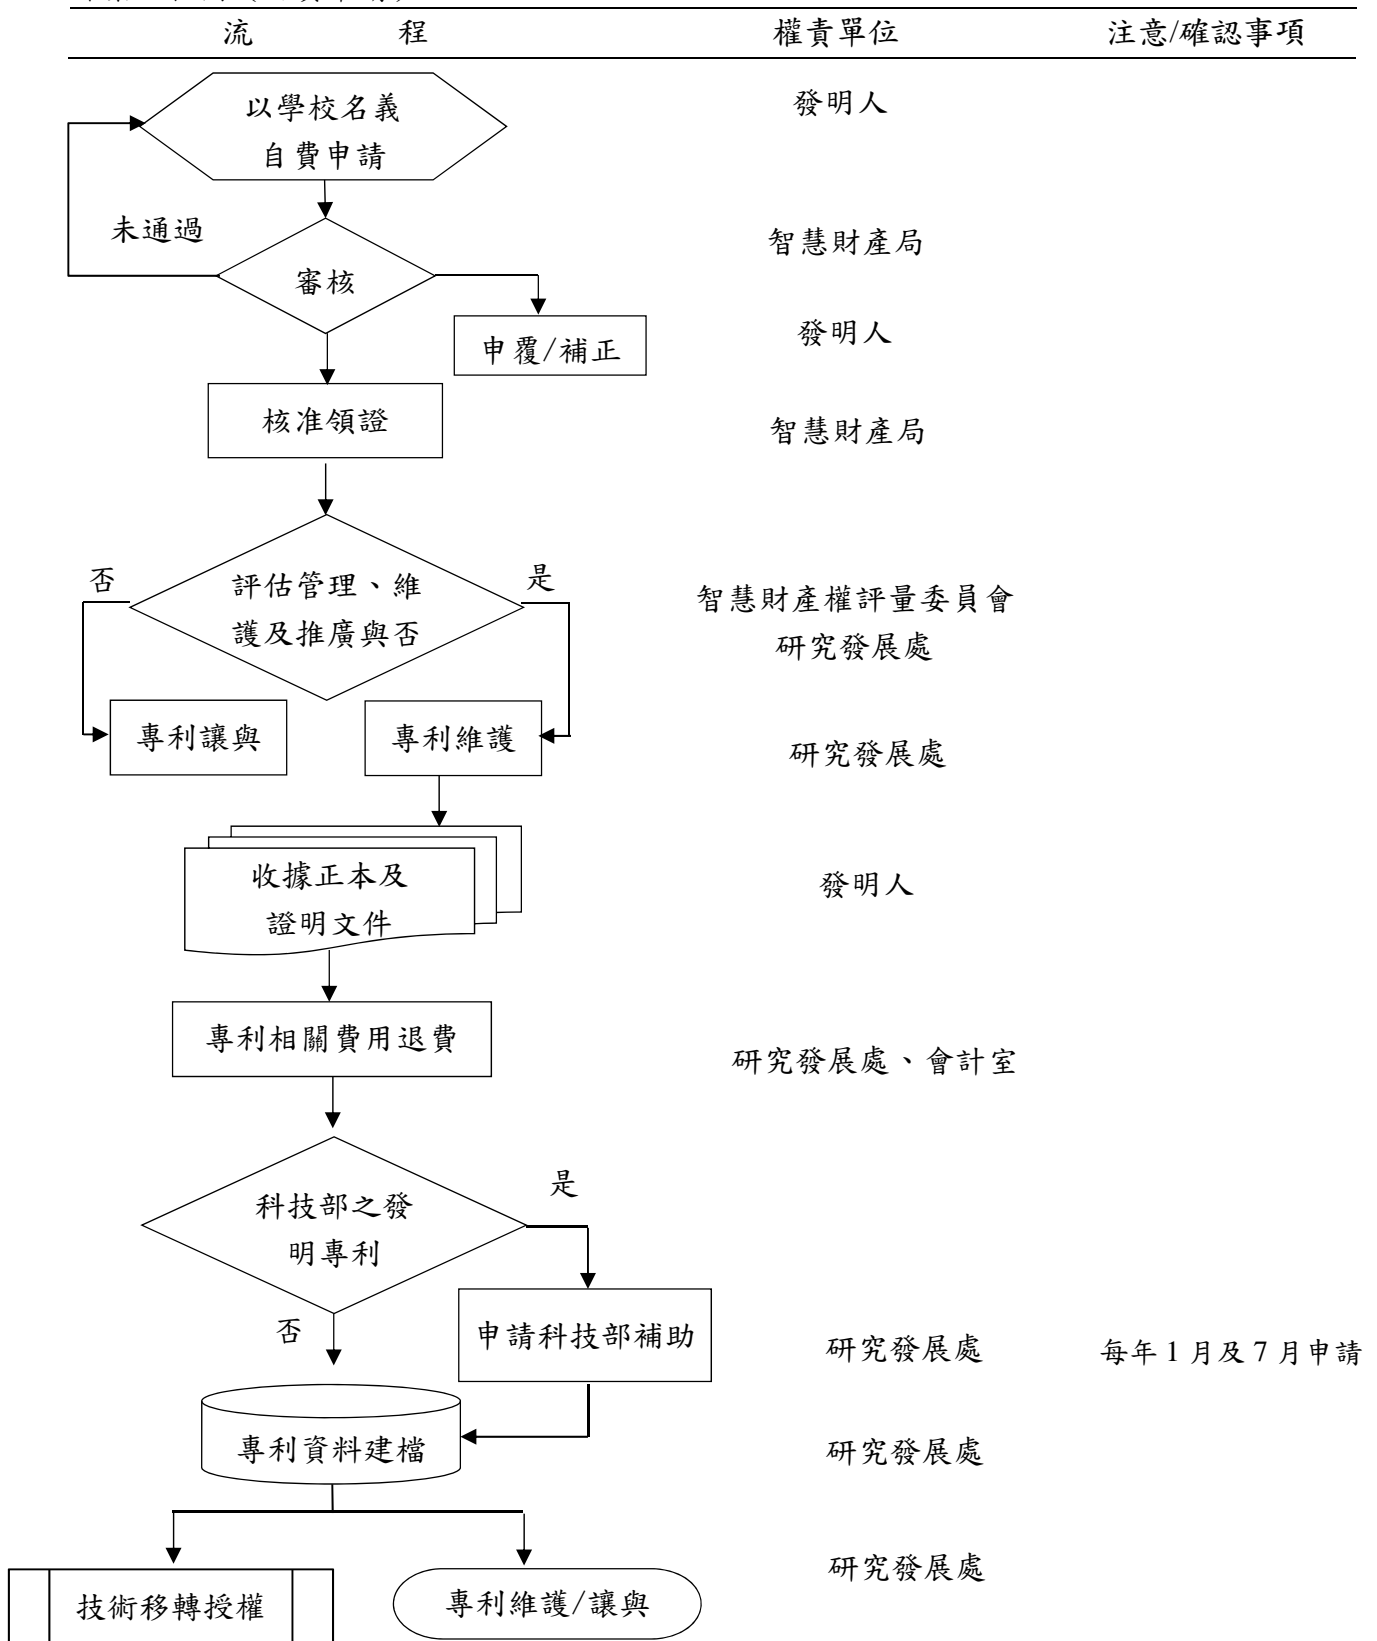 流 程 權責單位 注意/確認事項
以學校名義 發明人
自費申請
未通過 智慧財產局
審核
申覆/補正 發明人
核准領證 智慧財產局
否 是
評估管理、維 智慧財產權評量委員會
護及推廣與否 研究發展處
專利讓與 專利維護 研究發展處
收據正本及 發明人
證明文件
專利相關費用退費 研究發展處、會計室
是
科技部之發
明專利
否 申請科技部補助 研究發展處 每年1月及7月申請
專利資料建檔 研究發展處
研究發展處
技術移轉授權 專利維護/讓與